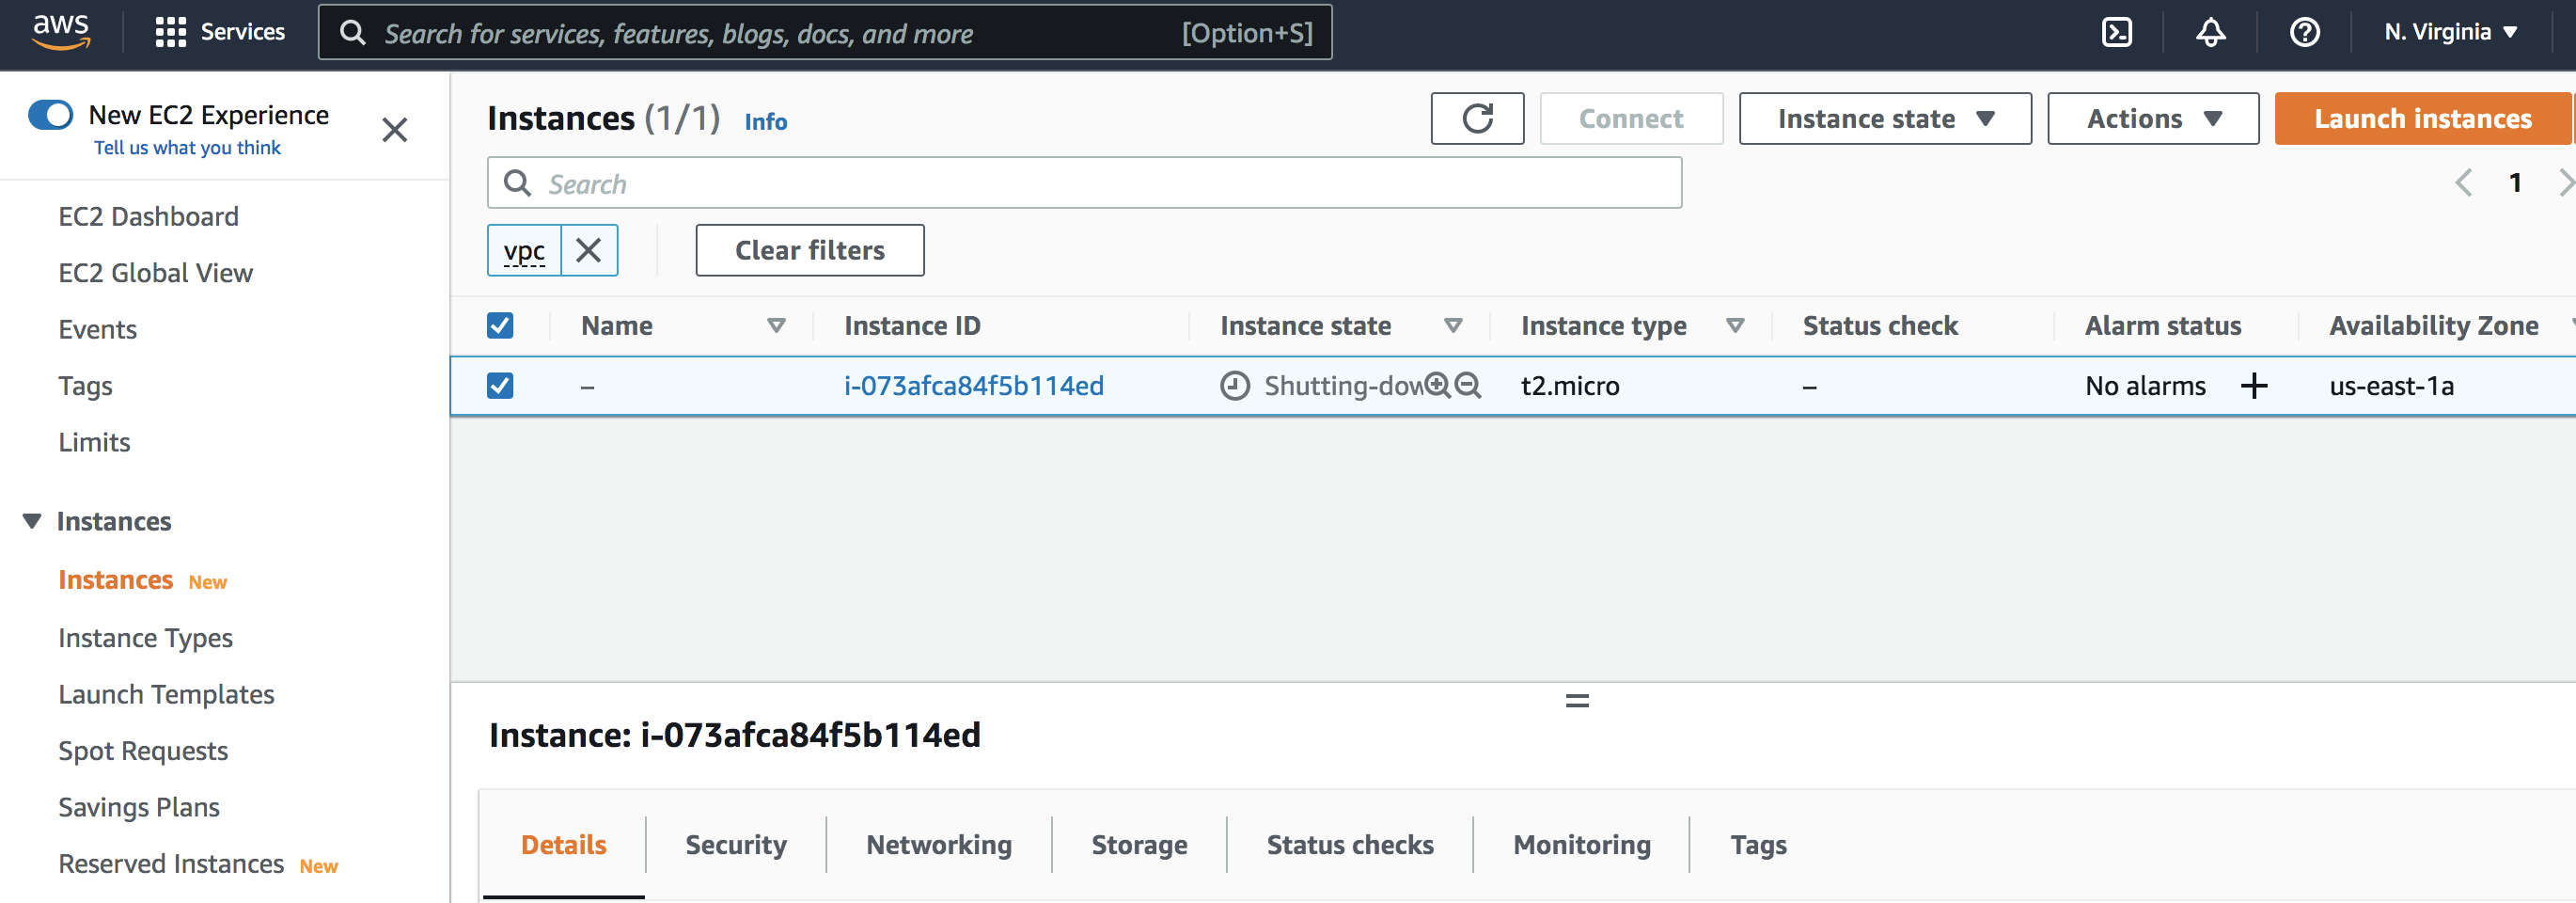 aws Services Search for services, features, blogs, docs, and more [Option+S] N. Virginia
New EC2 Experience
Tell us what you think
EC2 Dashboard
EC2 Global View
Events
Tags
Limits
Instances
Instances New
Instance Types
Launch Templates
Spot Requests
Savings Plans
Reserved Instances New
Instances (1/1) Info Connect Instance state Actions Launch instances
Search 1
vpc Clear filters
Name Instance ID Instance state Instance type Status check Alarm status Availability Zone
– i-073afca84f5b114ed Shutting-dow t2.micro – No alarms + us-east-1a
Instance: i-073afca84f5b114ed
Details Security Networking Storage Status checks Monitoring Tags